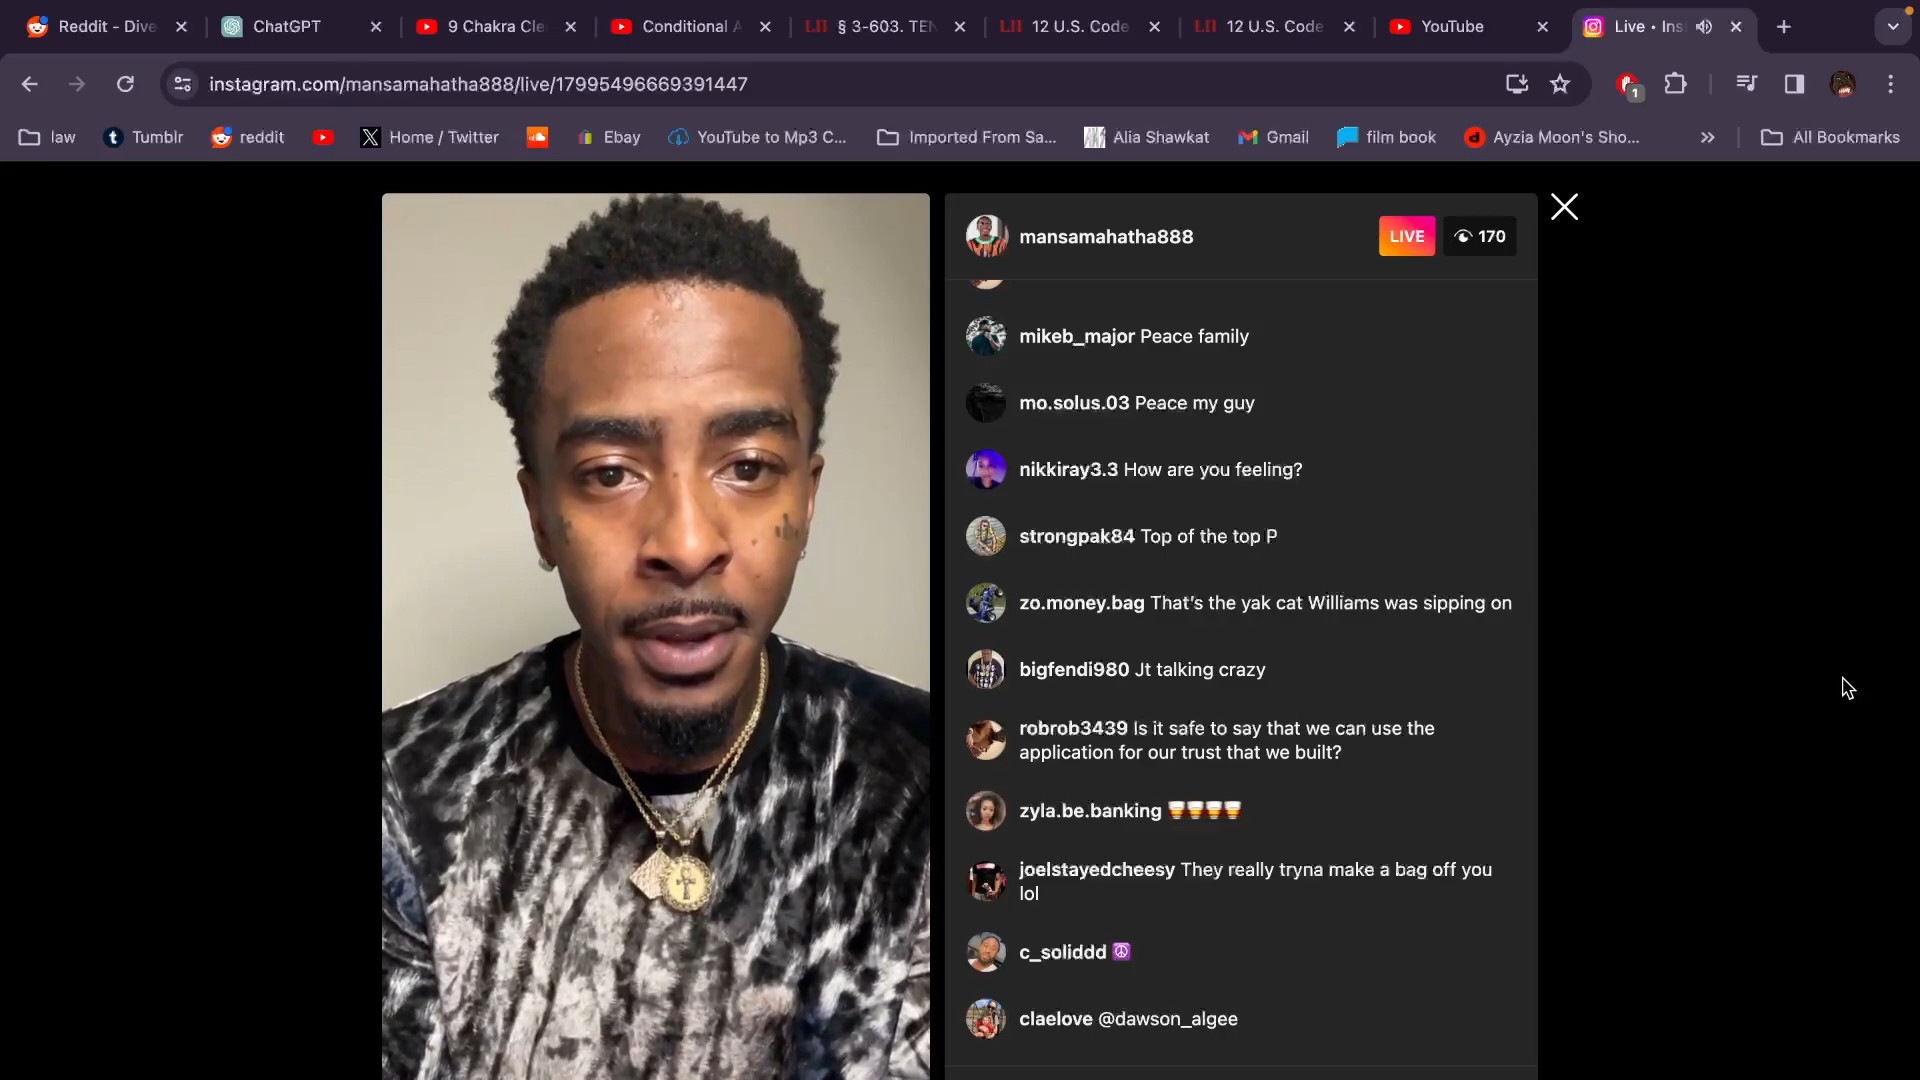 Reddit - Dive
ChatGPT
9 Chakra Cle
Conditional A
§ 3-603. TEN
12 U.S. Code
12 U.S. Code
YouTube
Live • Ins
instagram.com/mansamahatha888/live/17995496669391447
1
law
Tumblr
reddit
Home / Twitter
Ebay
YouTube to Mp3 C...
Imported From Sa...
Alia Shawkat
Gmail
film book
Ayzia Moon's Sho...
All Bookmarks
mansamahatha888
LIVE
170
mikeb_major Peace family
mo.solus.03 Peace my guy
nikkiray3.3 How are you feeling?
strongpak84 Top of the top P
zo.money.bag That's the yak cat Williams was sipping on
bigfendi980 Jt talking crazy
robrob3439 Is it safe to say that we can use the
application for our trust that we built?
zyla.be.banking 🥃🥃🥃🥃
joelstayedcheesy They really tryna make a bag off you
lol
c_soliddd ☮️
claelove @dawson_algee